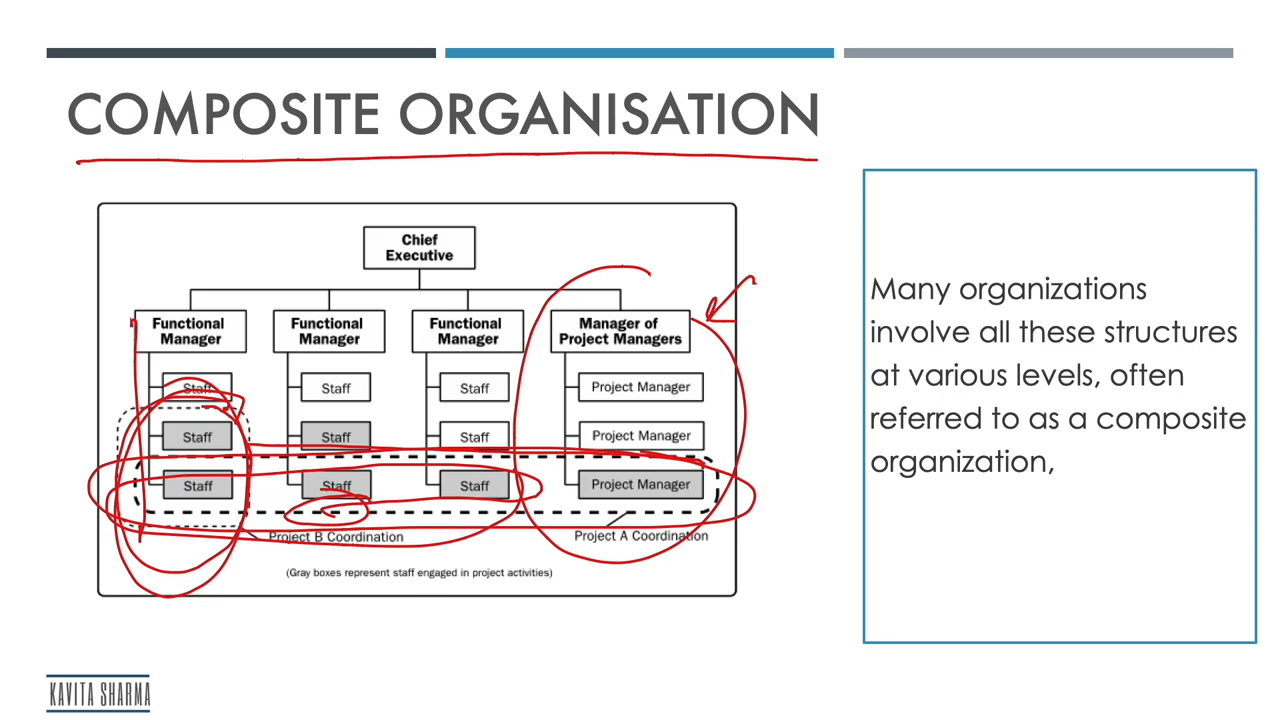 COMPOSITE ORGANISATION
Chief
Executive
Functional
Manager
Functional
Manager
Functional
Manager
Manager of
Project Managers
Staff
Staff
Staff
Project Manager
Staff
Staff
Staff
Project Manager
Staff
Staff
Staff
Project Manager
Project B Coordination
Project A Coordination
(Gray boxes represent staff engaged in project activities)
Many organizations
involve all these structures
at various levels, often
referred to as a composite
organization,
KAVITA SHARMA